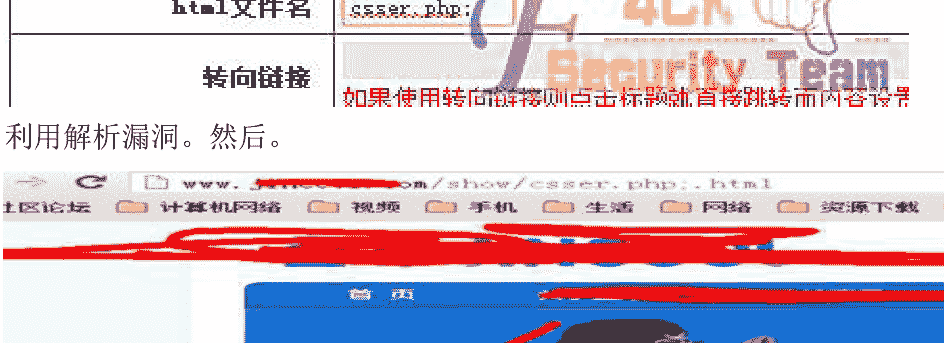 html文件名
csser.php;
4CK
Security Team
转向链接
如果使用转向链接则点击标题就直接跳转而内容设置
利用解析漏洞。然后。
www. om/show/csser.php;.html
社区论坛 计算机网络 视频 手机 生活 网络 资源下载
首 页